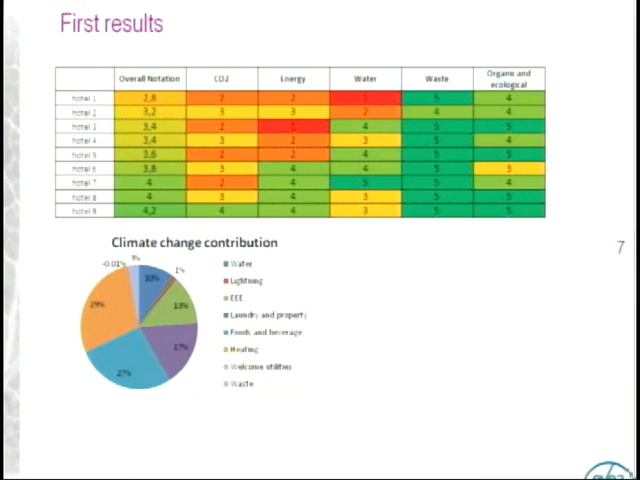 First results
Overall Notation CO2 Energy Water Waste Organic and ecological
hotel 1 2,8 2 2 1 5 4
hotel 2 3,2 3 3 2 4 4
hotel 3 3,4 2 1 4 5 5
hotel 4 3,4 3 2 3 5 4
hotel 5 3,6 2 2 4 5 5
hotel 6 3,8 3 4 4 5 3
hotel 7 4 2 4 5 5 4
hotel 8 4 3 4 3 5 5
hotel 9 4,2 4 4 3 5 5
7
Climate change contribution
-0.01% 3% 10% 1%
29% 13%
17%
27%
Water
Lightning
EEE
Laundry and property
Foods and beverage
Heating
Welcome utilities
Waste